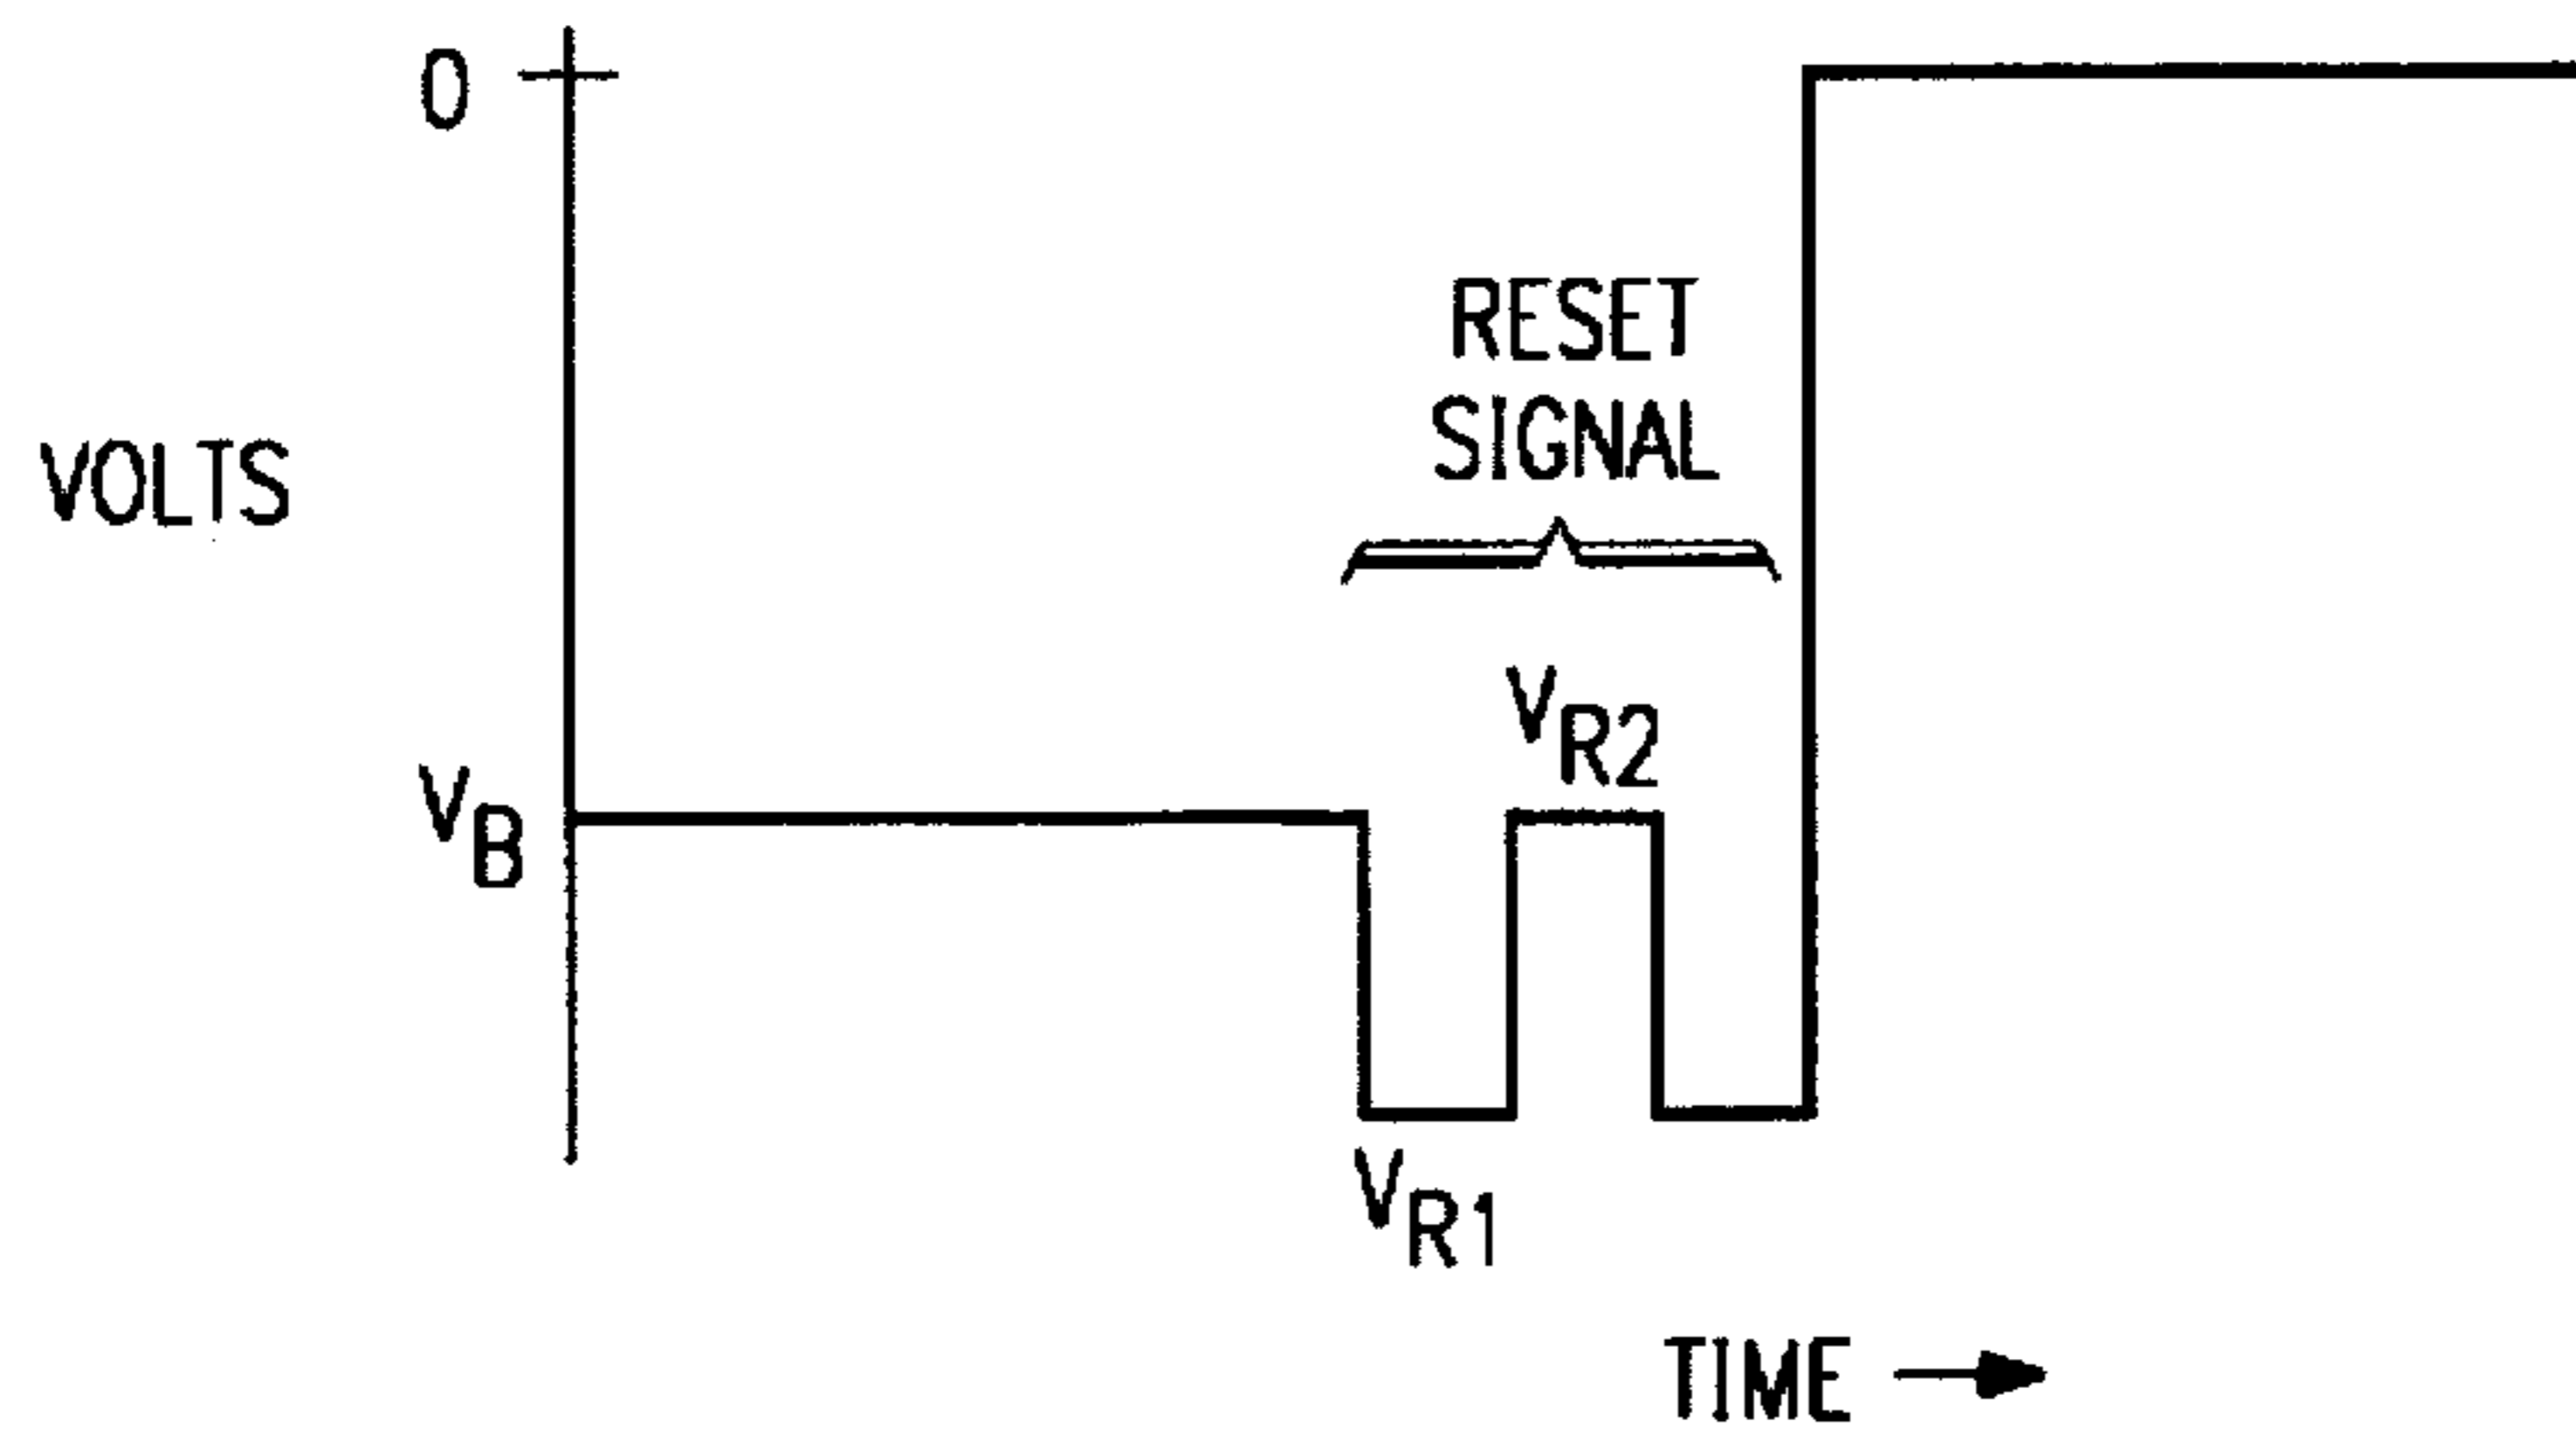 0
RESET
SIGNAL
VOLTS
VR2
VB
VR1
TIME